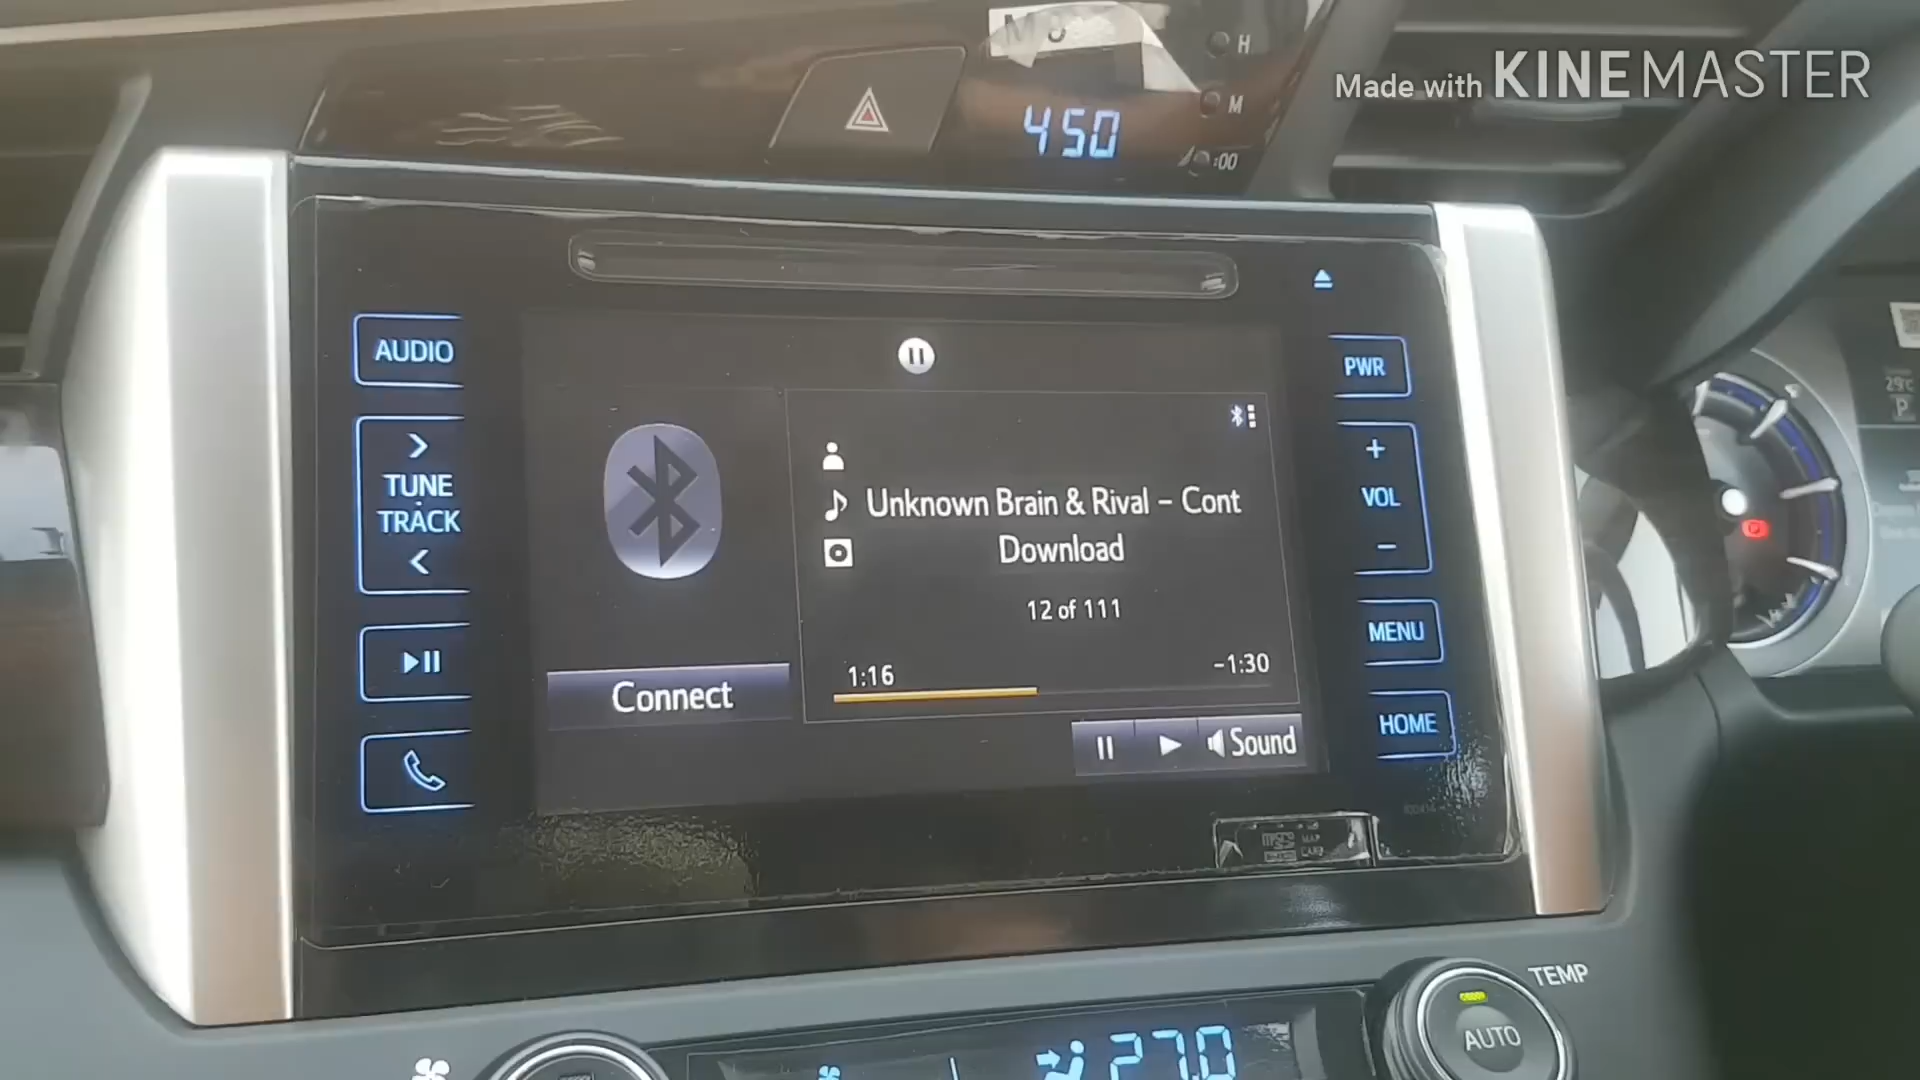 Made with KINEMASTER
H
M
:00
450
AUDIO
TUNE
TRACK
PWR
+
VOL
−
MENU
HOME
Unknown Brain & Rival – Cont
Download
12 of 111
1:16
-1:30
Connect
Sound
29°C
P
TEMP
AUTO
27.0